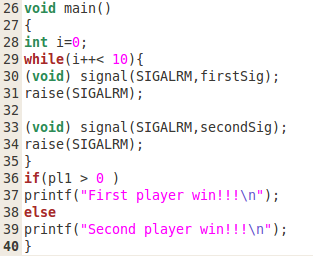 26 void main()
27 {
28 int i=0;
29 while(i++< 10){
30 (void) signal(SIGALRM,firstSig);
31 raise(SIGALRM);
32
33 (void) signal(SIGALRM,secondSig);
34 raise(SIGALRM);
35 }
36 if(pl1 > 0 )
37 printf("First player win!!!\n");
38 else
39 printf("Second player win!!!\n");
40 }